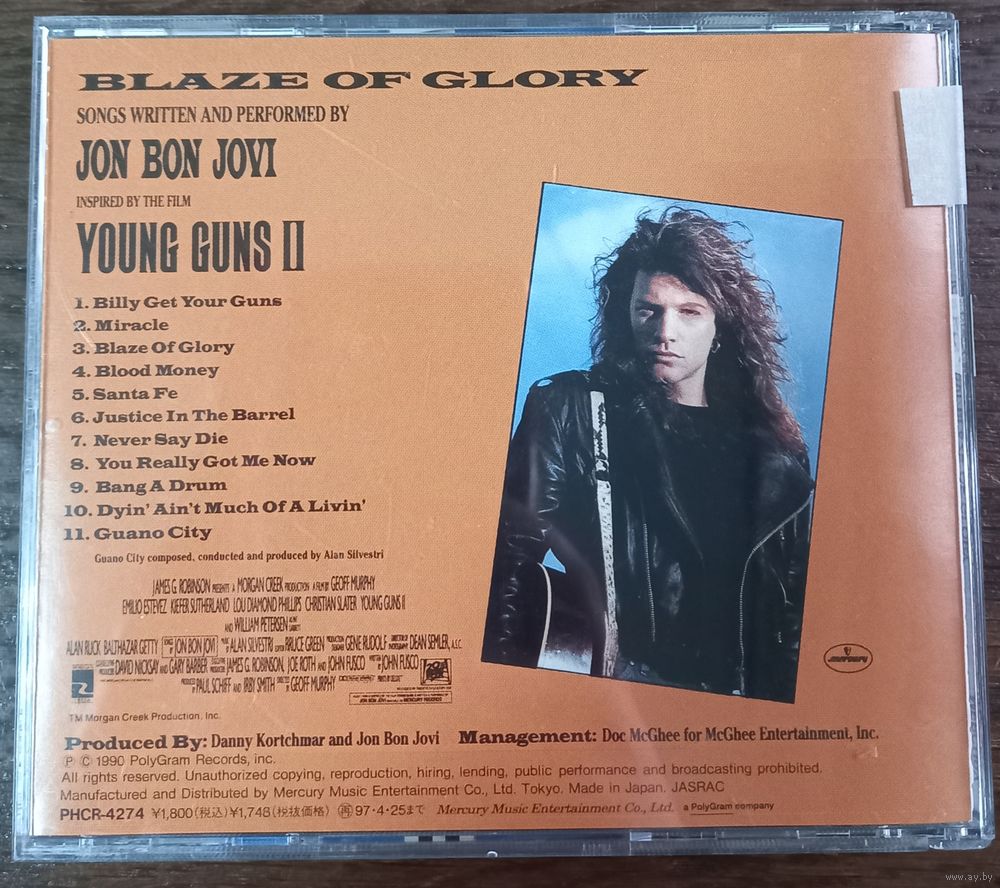 BLAZE OF GLORY
SONGS WRITTEN AND PERFORMED BY
JON BON JOVI
INSPIRED BY THE FILM
YOUNG GUNS II
1. Billy Get Your Guns
2. Miracle
3. Blaze Of Glory
4. Blood Money
5. Santa Fe
6. Justice In The Barrel
7. Never Say Die
8. You Really Got Me Now
9. Bang A Drum
10. Dyin' Ain't Much Of A Livin'
11. Guano City
Guano City composed, conducted and produced by Alan Silvestri
JAMES G. ROBINSON PRESENTS A MORGAN CREEK PRODUCTION A FILM BY GEOFF MURPHY
EMILIO ESTEVEZ KIEFER SUTHERLAND LOU DIAMOND PHILLIPS CHRISTIAN SLATER YOUNG GUNS II
AND WILLIAM PETERSEN
ALAN RUCK BALTHAZAR GETTY JON BON JOVI ALAN SILVESTRI BRUCE GREEN GENE RUDOLF DEAN SEMLER, A.S.C.
DAVID NICKSAY AND GARY BARBER JAMES G. ROBINSON, JOE ROTH AND JOHN FUSCO JOHN FUSCO
PRODUCED BY PAUL SCHIFF AND IRBY SMITH DIRECTED BY GEOFF MURPHY
JON BON JOVI MERCURY RECORDS
MERCURY
TM Morgan Creek Production, Inc.
Produced By: Danny Kortchmar and Jon Bon Jovi Management: Doc McGhee for McGhee Entertainment, Inc.
Ⓟ © 1990 PolyGram Records, inc.
All rights reserved. Unauthorized copying, reproduction, hiring, lending, public performance and broadcasting prohibited.
Manufactured and Distributed by Mercury Music Entertainment Co., Ltd. Tokyo. Made in Japan. JASRAC
PHCR-4274 ¥1,800(税込)¥1,748(税抜価格) 再 97・4・25まで Mercury Music Entertainment Co., Ltd. a PolyGram company
www.ay.by